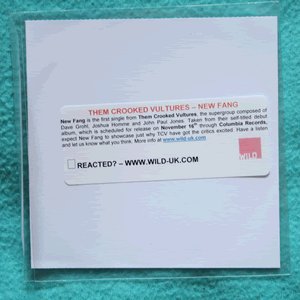 THEM CROOKED VULTURES – NEW FANG
New Fang is the first single from Them Crooked Vultures, the supergroup composed of
Dave Grohl, Joshua Homme and John Paul Jones. Taken from their self-titled debut
album, which is scheduled for release on November 16th through Columbia Records,
expect New Fang to showcase just why TCV have got the critics excited. Have a listen
and let us know what you think. More info at www.wild-uk.com
REACTED? – WWW.WILD-UK.COM
WILD